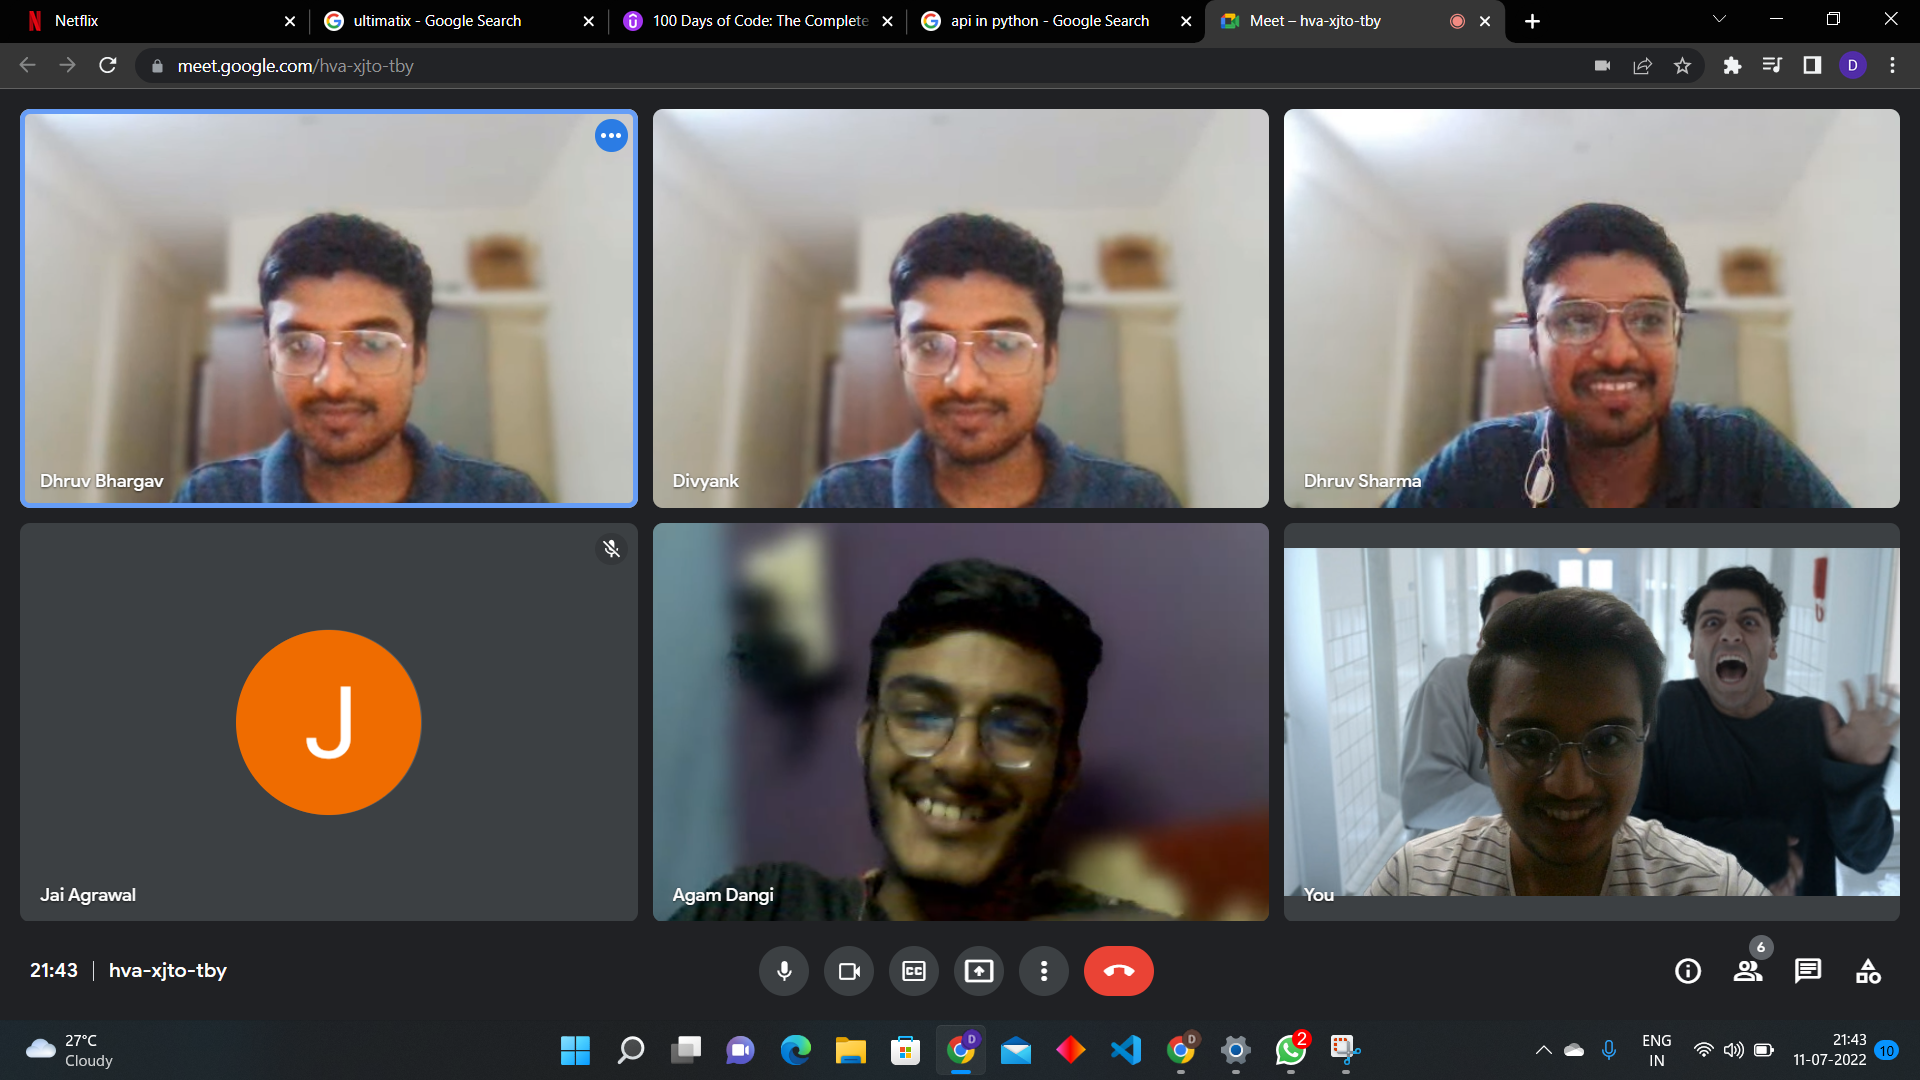 Netflix
ultimatix - Google Search
100 Days of Code: The Complete
api in python - Google Search
Meet – hva-xjto-tby
meet.google.com/hva-xjto-tby
D
Dhruv Bhargav
Divyank
Dhruv Sharma
J
Jai Agrawal
Agam Dangi
You
21:43 | hva-xjto-tby
CC
6
27°C
Cloudy
D
D
2
ENG
IN
21:43
11-07-2022
10